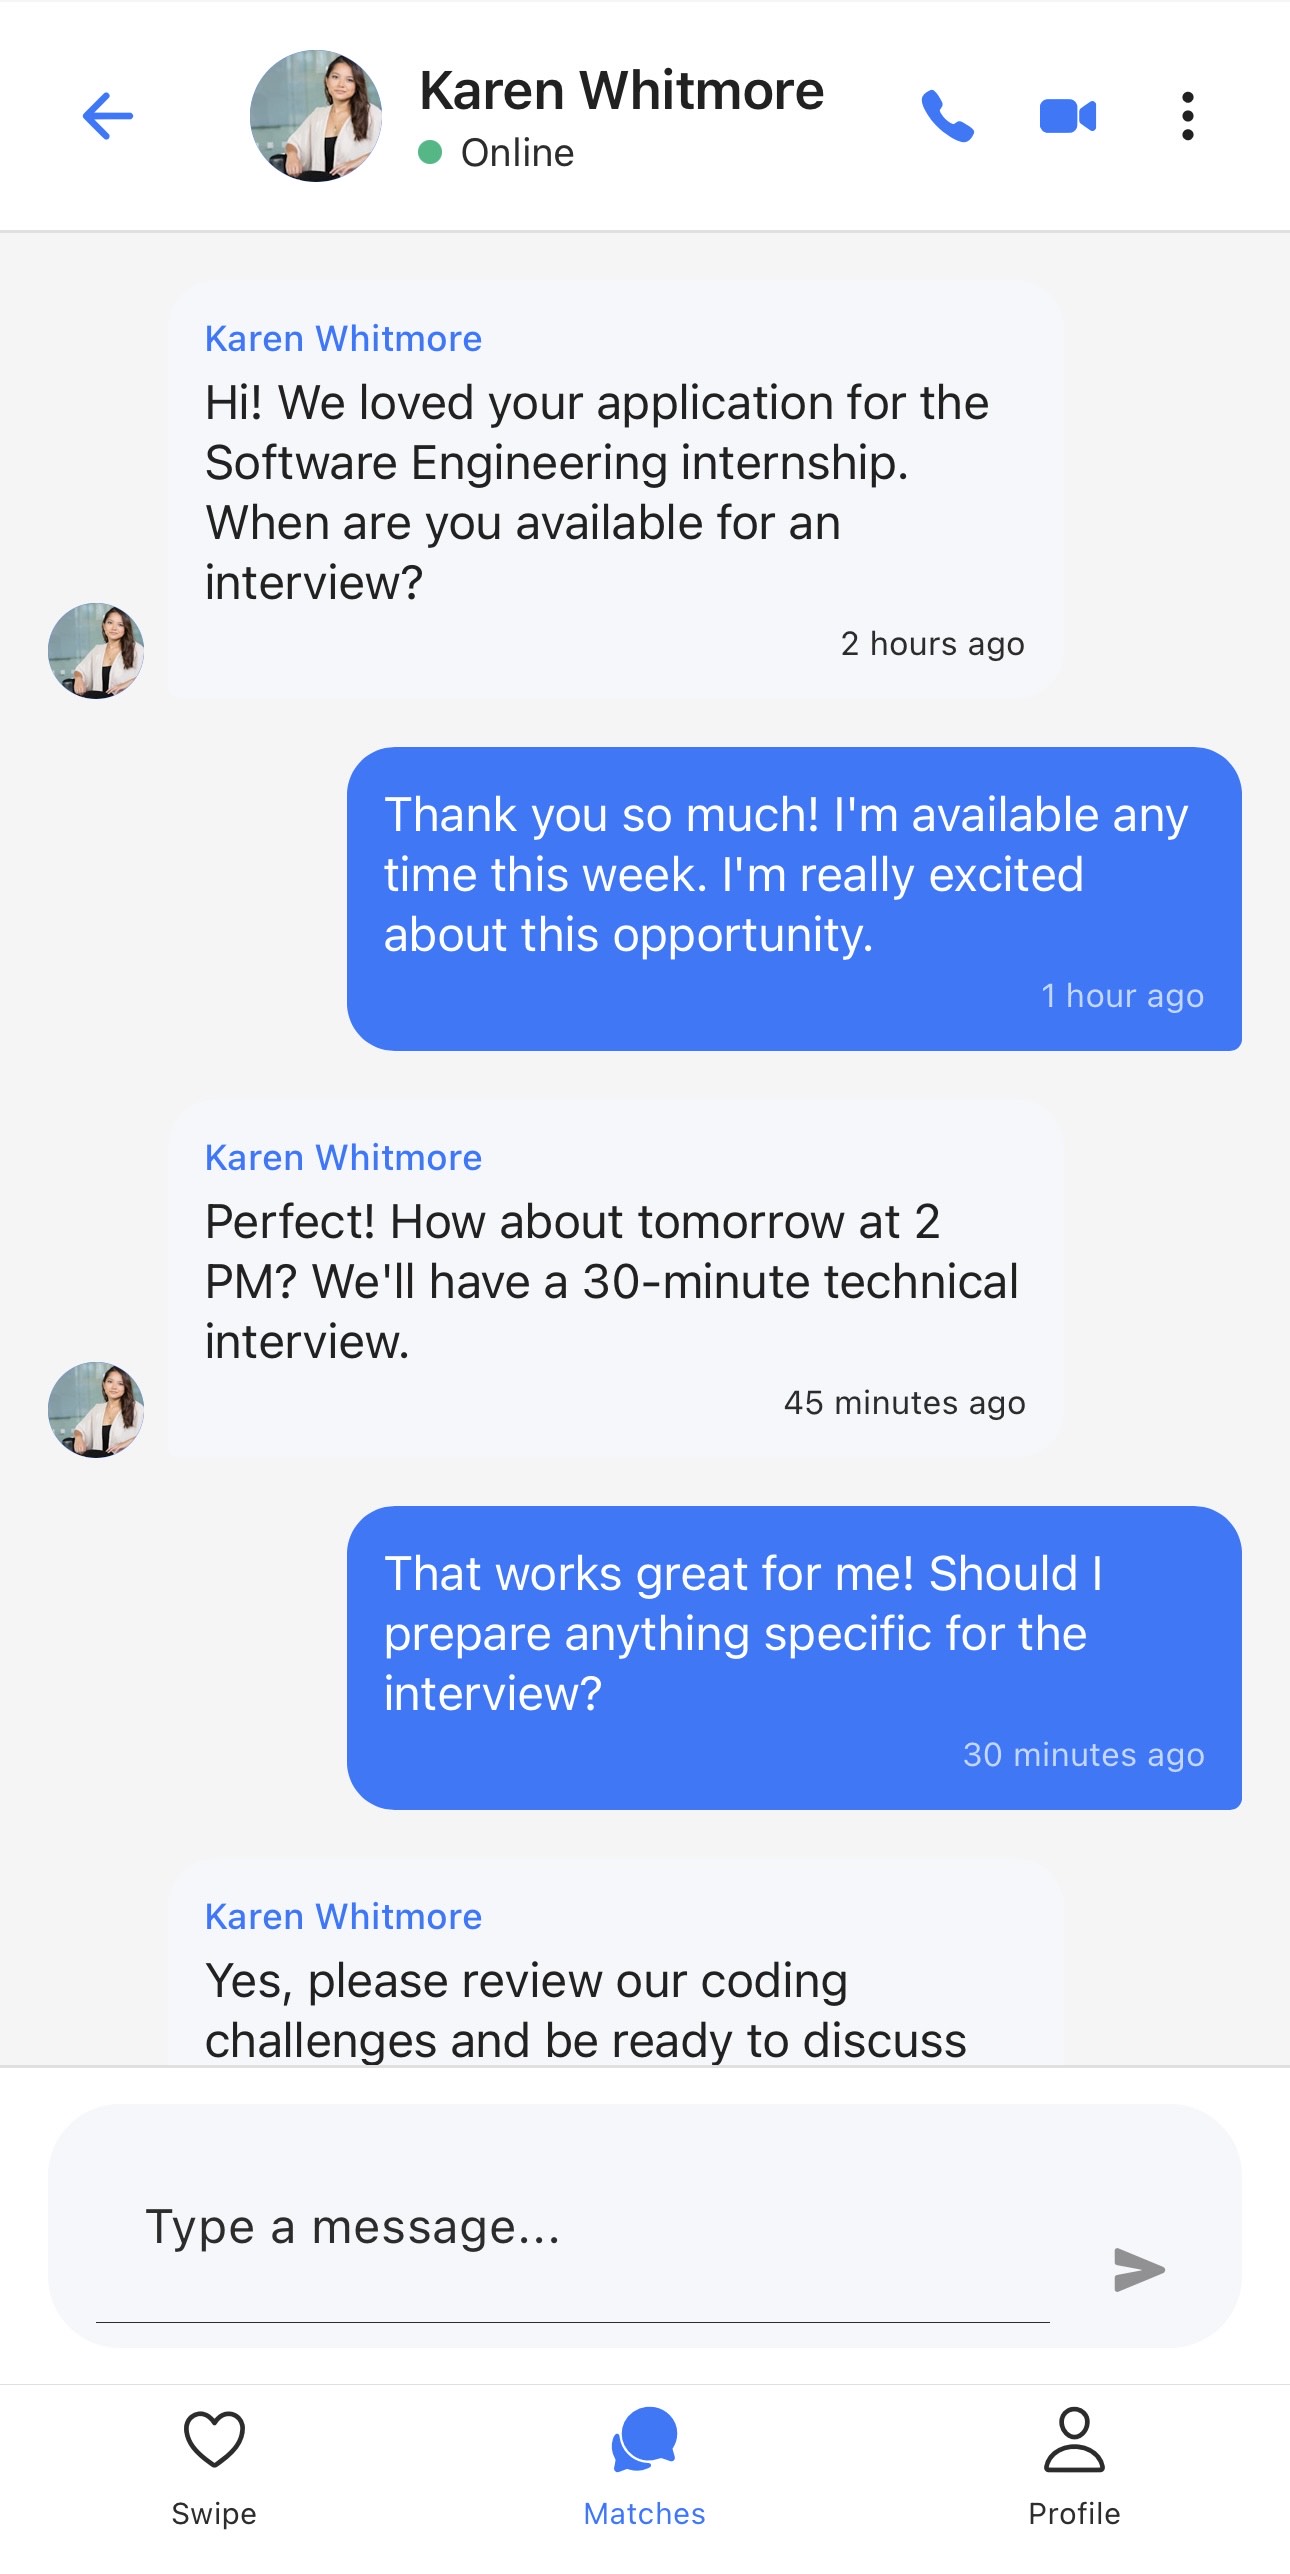 Karen Whitmore
Online
Karen Whitmore
Hi! We loved your application for the
Software Engineering internship.
When are you available for an
interview?
2 hours ago
Thank you so much! I'm available any
time this week. I'm really excited
about this opportunity.
1 hour ago
Karen Whitmore
Perfect! How about tomorrow at 2
PM? We'll have a 30-minute technical
interview.
45 minutes ago
That works great for me! Should I
prepare anything specific for the
interview?
30 minutes ago
Karen Whitmore
Yes, please review our coding
challenges and be ready to discuss
Type a message...
Swipe
Matches
Profile